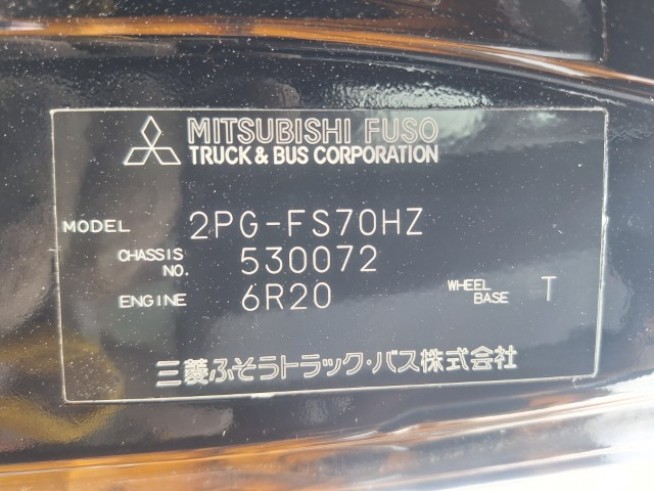 MITSUBISHI FUSO
TRUCK & BUS CORPORATION
MODEL 2PG-FS70HZ
CHASSIS NO. 530072
ENGINE 6R20 WHEEL BASE T
三菱ふそうトラック・バス株式会社